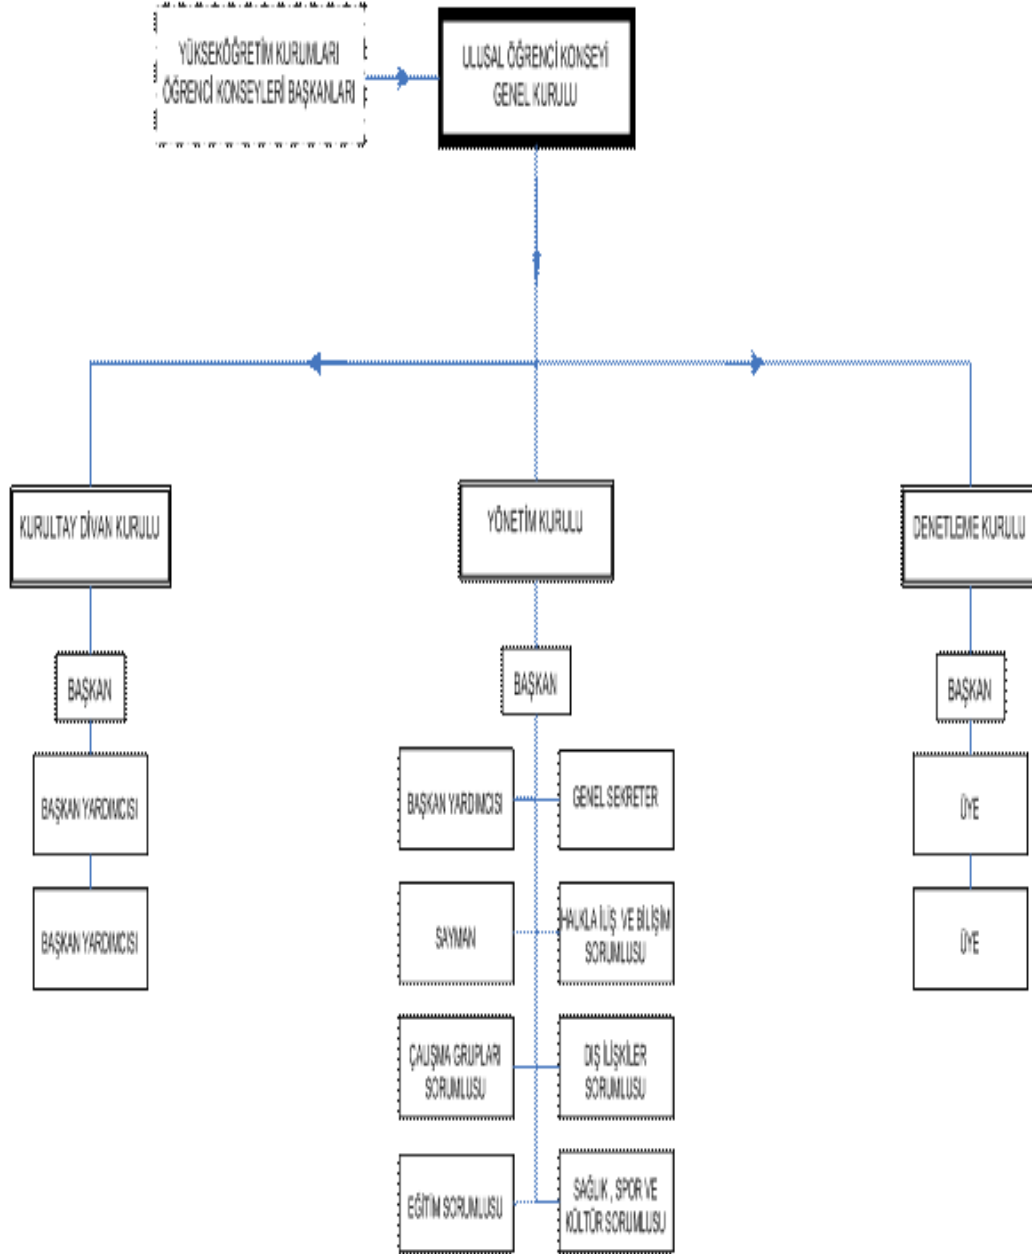 YÜKSEKÖĞRETİM KURUMLARI
ÖĞRENCİ KONSEYLERİ BAŞKANLARI
ULUSAL ÖĞRENCİ KONSEYİ
GENEL KURULU
KURULTAY DİVAN KURULU
YÖNETİM KURULU
DENETLEME KURULU
BAŞKAN
BAŞKAN
BAŞKAN
BAŞKAN YARDIMCISI
BAŞKAN YARDIMCISI
GENEL SEKRETER
ÜYE
BAŞKAN YARDIMCISI
SAYMAN
HALKLA İLİŞ. VE BİLİŞİM
SORUMLUSU
ÜYE
ÇALIŞMA GRUPLARI
SORUMLUSU
DIŞ İLİŞKİLER
SORUMLUSU
EĞİTİM SORUMLUSU
SAĞLIK , SPOR VE
KÜLTÜR SORUMLUSU